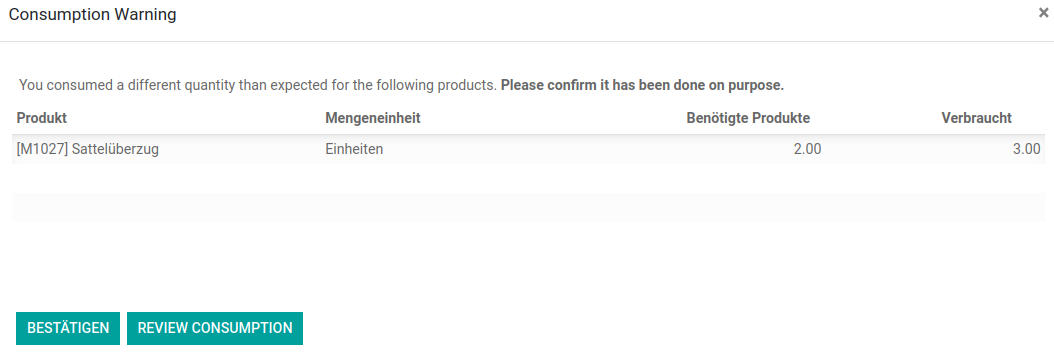 Consumption Warning ×
You consumed a different quantity than expected for the following products. Please confirm it has been done on purpose.
Produkt Mengeneinheit Benötigte Produkte Verbraucht
[M1027] Sattelüberzug Einheiten 2.00 3.00
BESTÄTIGEN REVIEW CONSUMPTION